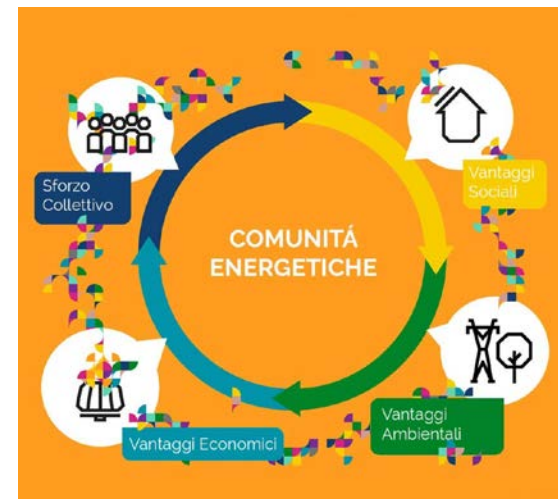 Sforzo
Collettivo
Vantaggi
Sociali
COMUNITÁ
ENERGETICHE
Vantaggi
Ambientali
Vantaggi Economici